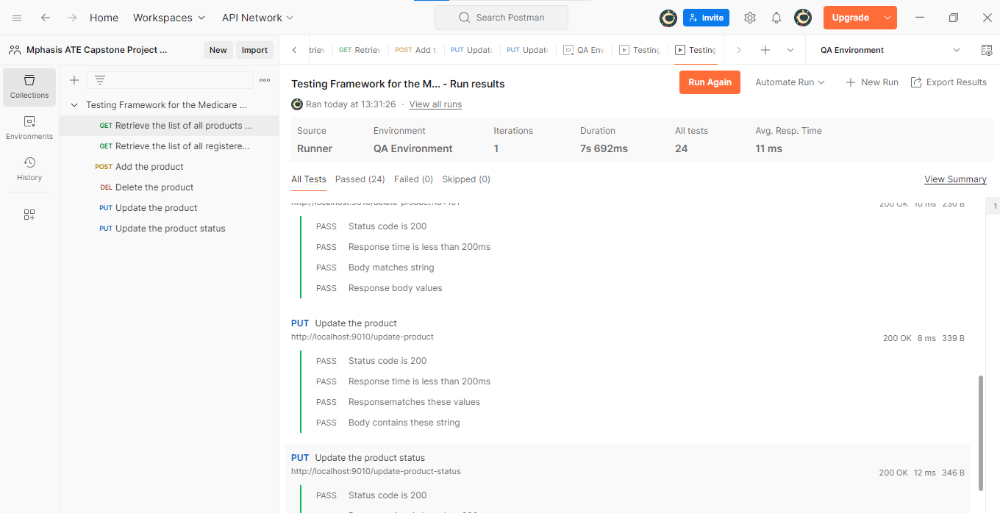 Home Workspaces API Network Search Postman Invite Upgrade
Mphasis ATE Capstone Project ... New Import
GET Retriev POST Add t PUT Update PUT Update QA Env Testing Testing QA Environment
Collections
Environments
History
Testing Framework for the Medicare ...
GET Retrieve the list of all products ...
GET Retrieve the list of all registere...
POST Add the product
DEL Delete the product
PUT Update the product
PUT Update the product status
Testing Framework for the M... - Run results
Run Again Automate Run New Run Export Results
Ran today at 13:31:26 · View all runs
Source Environment Iterations Duration All tests Avg. Resp. Time
Runner QA Environment 1 7s 692ms 24 11 ms
All Tests Passed (24) Failed (0) Skipped (0) View Summary
http://localhost:9010/delete-product?id=101 200 OK 10 ms 230 B
1
PASS Status code is 200
PASS Response time is less than 200ms
PASS Body matches string
PASS Response body values
PUT Update the product
http://localhost:9010/update-product 200 OK 8 ms 339 B
PASS Status code is 200
PASS Response time is less than 200ms
PASS Responsematches these values
PASS Body contains these string
PUT Update the product status
http://localhost:9010/update-product-status 200 OK 12 ms 346 B
PASS Status code is 200